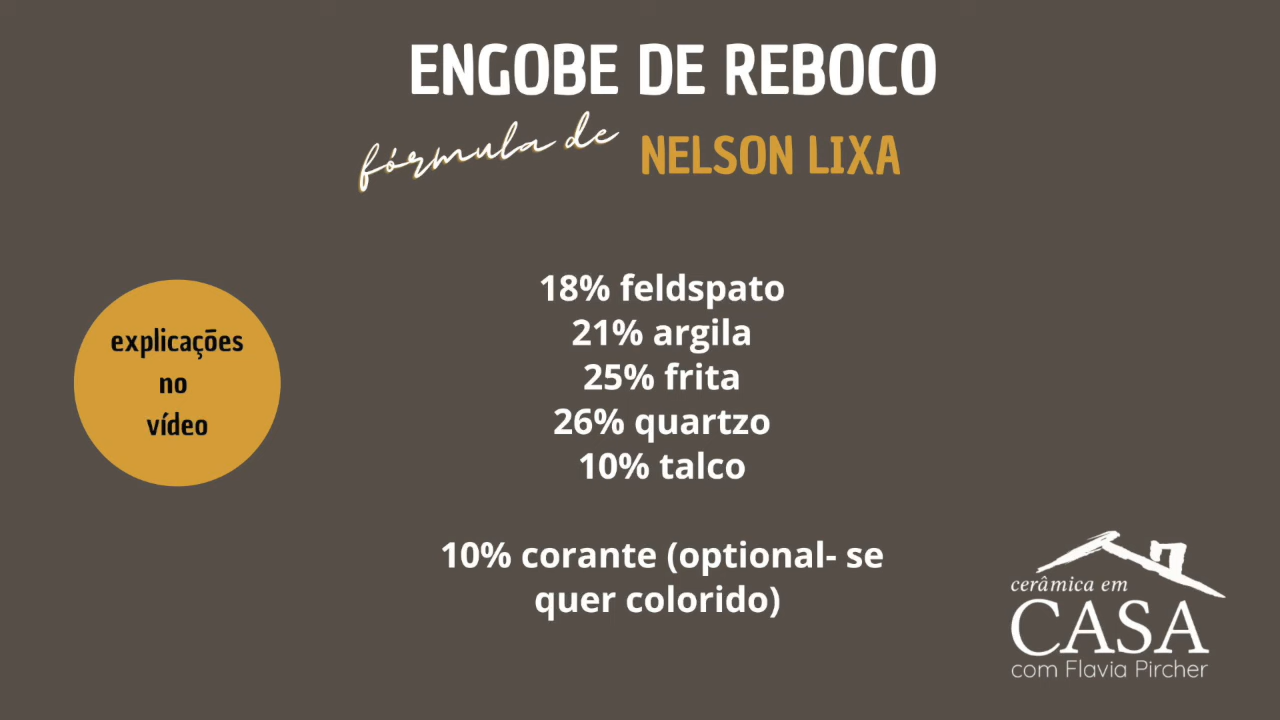 ENGOBE DE REBOCO
fórmula de NELSON LIXA
explicações
no
vídeo
18% feldspato
21% argila
25% frita
26% quartzo
10% talco
10% corante (optional- se
quer colorido)
cerâmica em
CASA
com Flavia Pircher